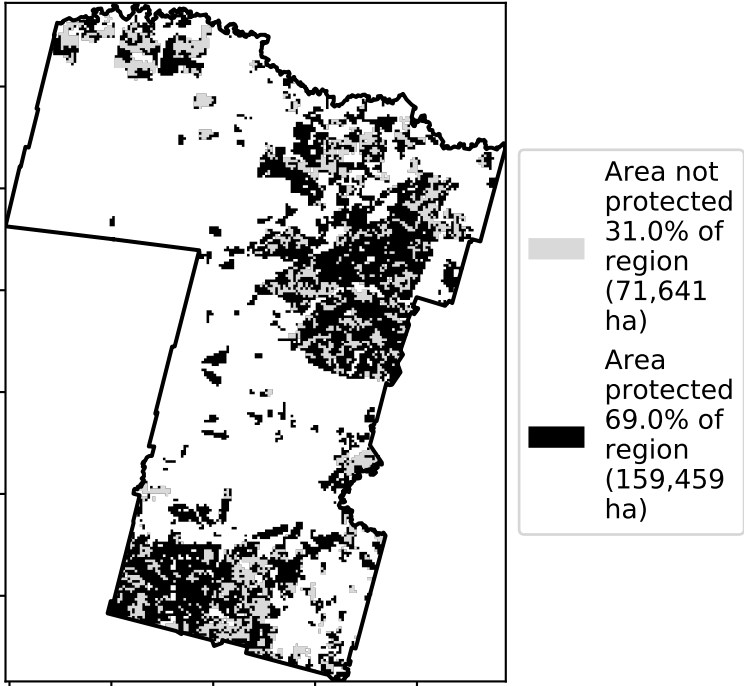 Area not
protected
31.0% of
region
(71,641
ha)
Area
protected
69.0% of
region
(159,459
ha)